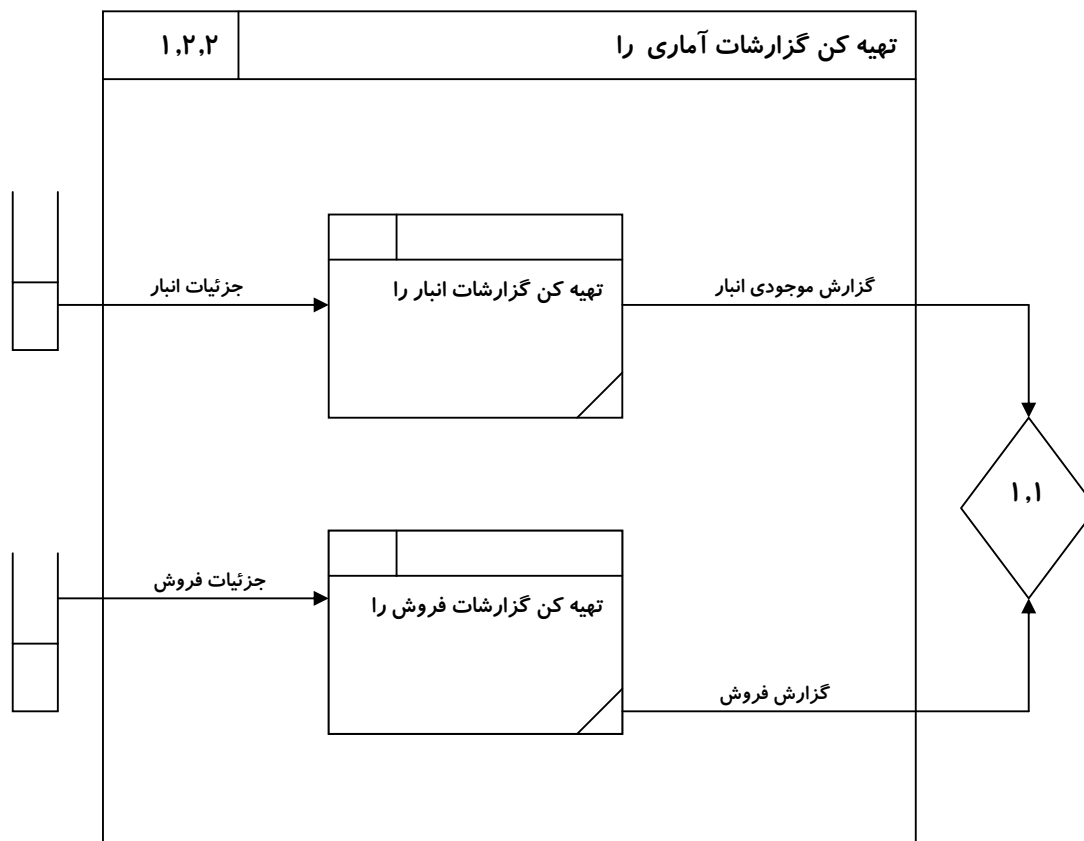 تهیه کن گزارشات آماری را
۱,۲,۲
جزئیات انبار
تهیه کن گزارشات انبار را
گزارش موجودی انبار
۱,۱
جزئیات فروش
تهیه کن گزارشات فروش را
گزارش فروش